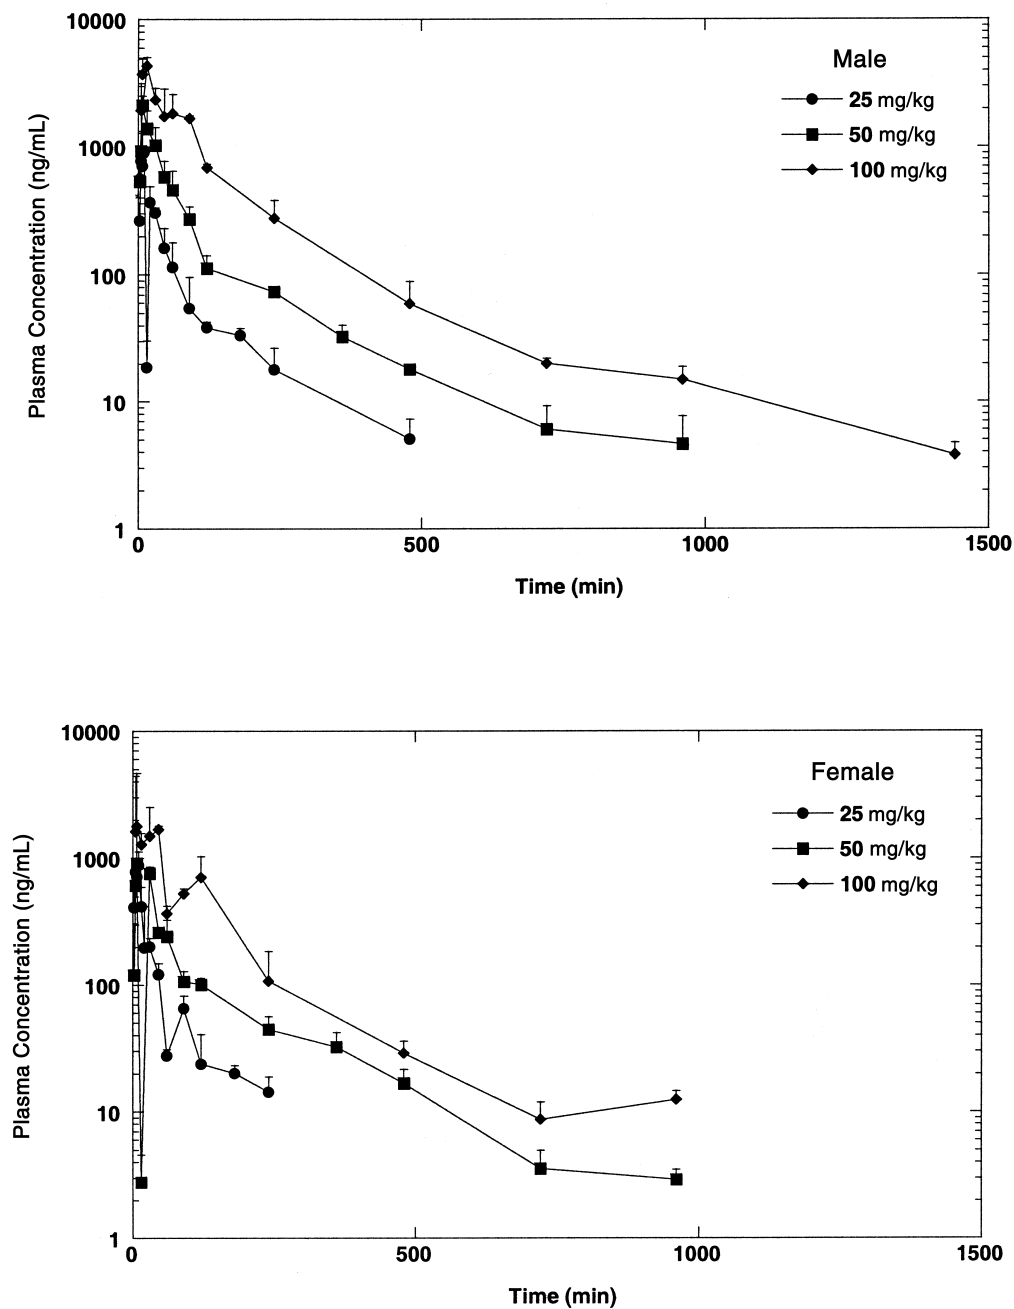 10000
1000
100
10
1
Plasma Concentration (ng/mL)
Male
25 mg/kg
50 mg/kg
100 mg/kg
0 500 1000 1500
Time (min)
10000
1000
100
10
1
Plasma Concentration (ng/mL)
Female
25 mg/kg
50 mg/kg
100 mg/kg
0 500 1000 1500
Time (min)